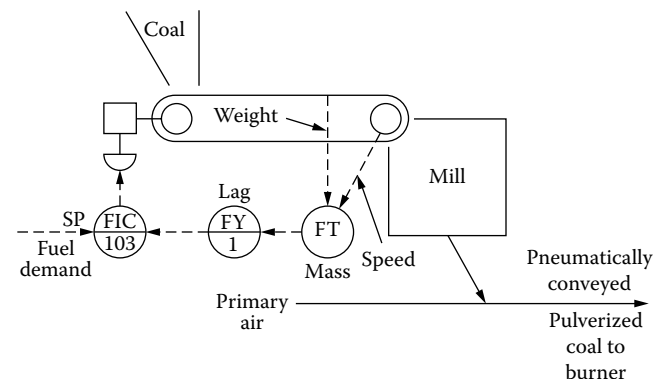 Coal
Weight
Mill
Lag
SP
FIC
103
FY
1
FT
Fuel
demand
Mass
Speed
Pneumatically
conveyed
Primary
air
Pulverized
coal to
burner